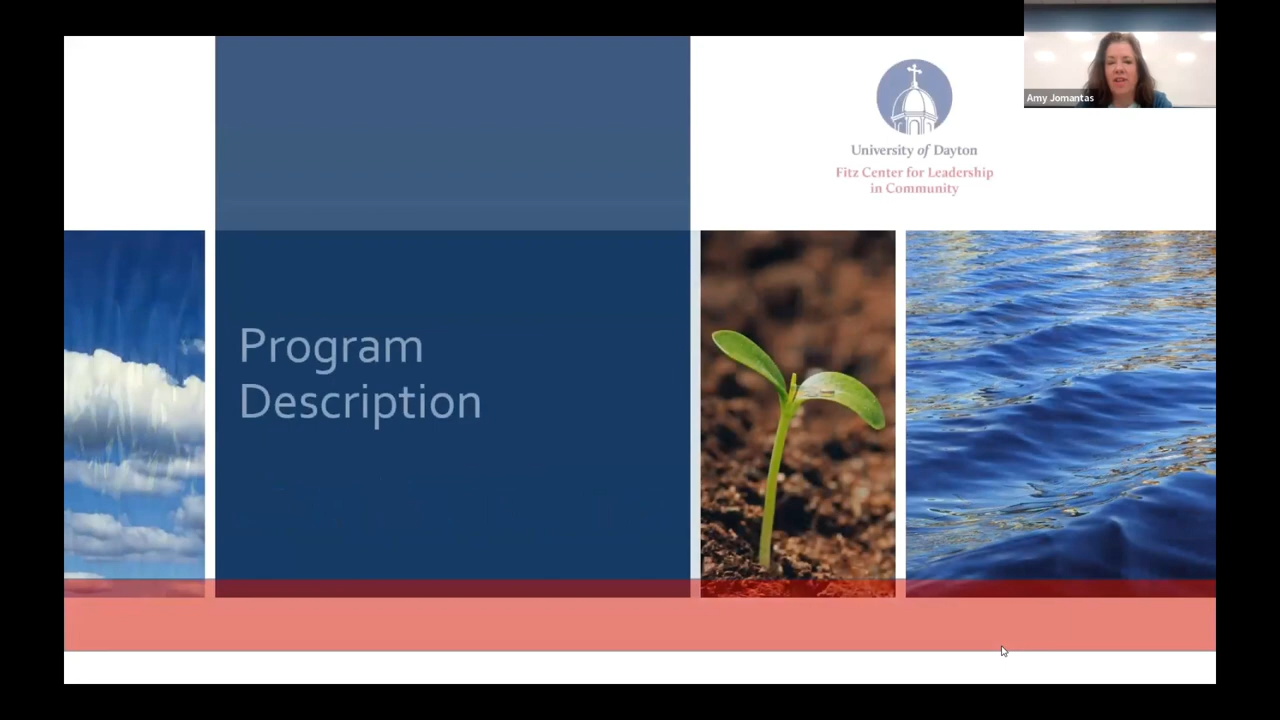 Amy Jomantas
University of Dayton
Fitz Center for Leadership
in Community
Program
Description